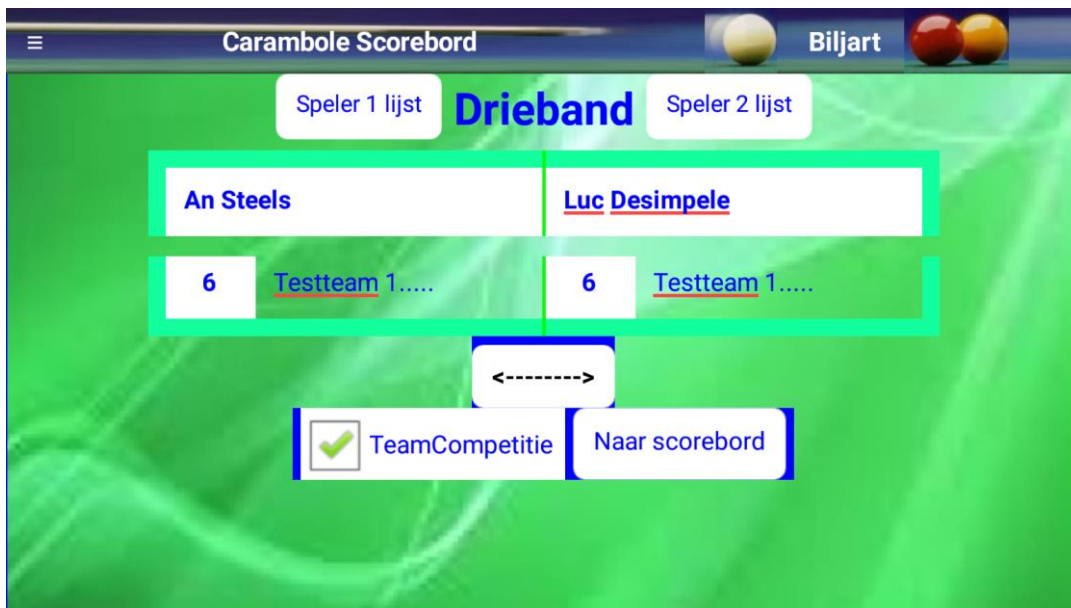 ≡ Carambole Scorebord Biljart
Speer 1 lijst Drieband Speler 2 lijst
An Steels Luc Desimpele
6 Testteam 1..... 6 Testteam 1.....
<-------->
TeamCompetitie Naar scorebord